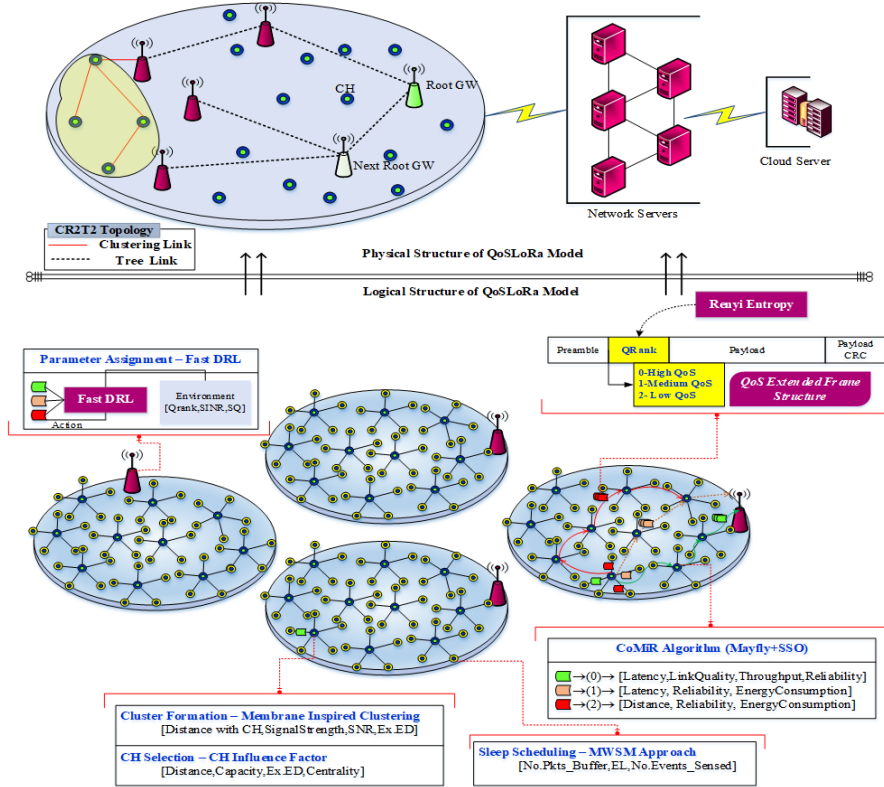 Root GW
CH
Next Root GW
Network Servers
Cloud Server
CR2T2 Topology
Clustering Link
Tree Link
Physical Structure of QoSLoRa Model
Logical Structure of QoSLoRa Model
Renyi Entropy
Preamble
QRank
Payload
Payload
CRC
0-High QoS
1-Medium QoS
2- Low QoS
QoS Extended Frame
Structure
Parameter Assignment – Fast DRL
Fast DRL
Action
Environment
[Qrank,SINR,SQ]
CoMiR Algorithm (Mayfly+SSO)
→(0)→ [Latency,LinkQuality,Throughput,Reliability]
→(1)→ [Latency, Reliability, EnergyConsumption]
→(2)→ [Distance, Reliability, EnergyConsumption]
Cluster Formation – Membrane Inspired Clustering
[Distance with CH,SignalStrength,SNR,Ex.ED]
CH Selection – CH Influence Factor
[Distance,Capacity,Ex.ED,Centrality]
Sleep Scheduling – MWSM Approach
[No.Pkts_Buffer,EL,No.Events_Sensed]